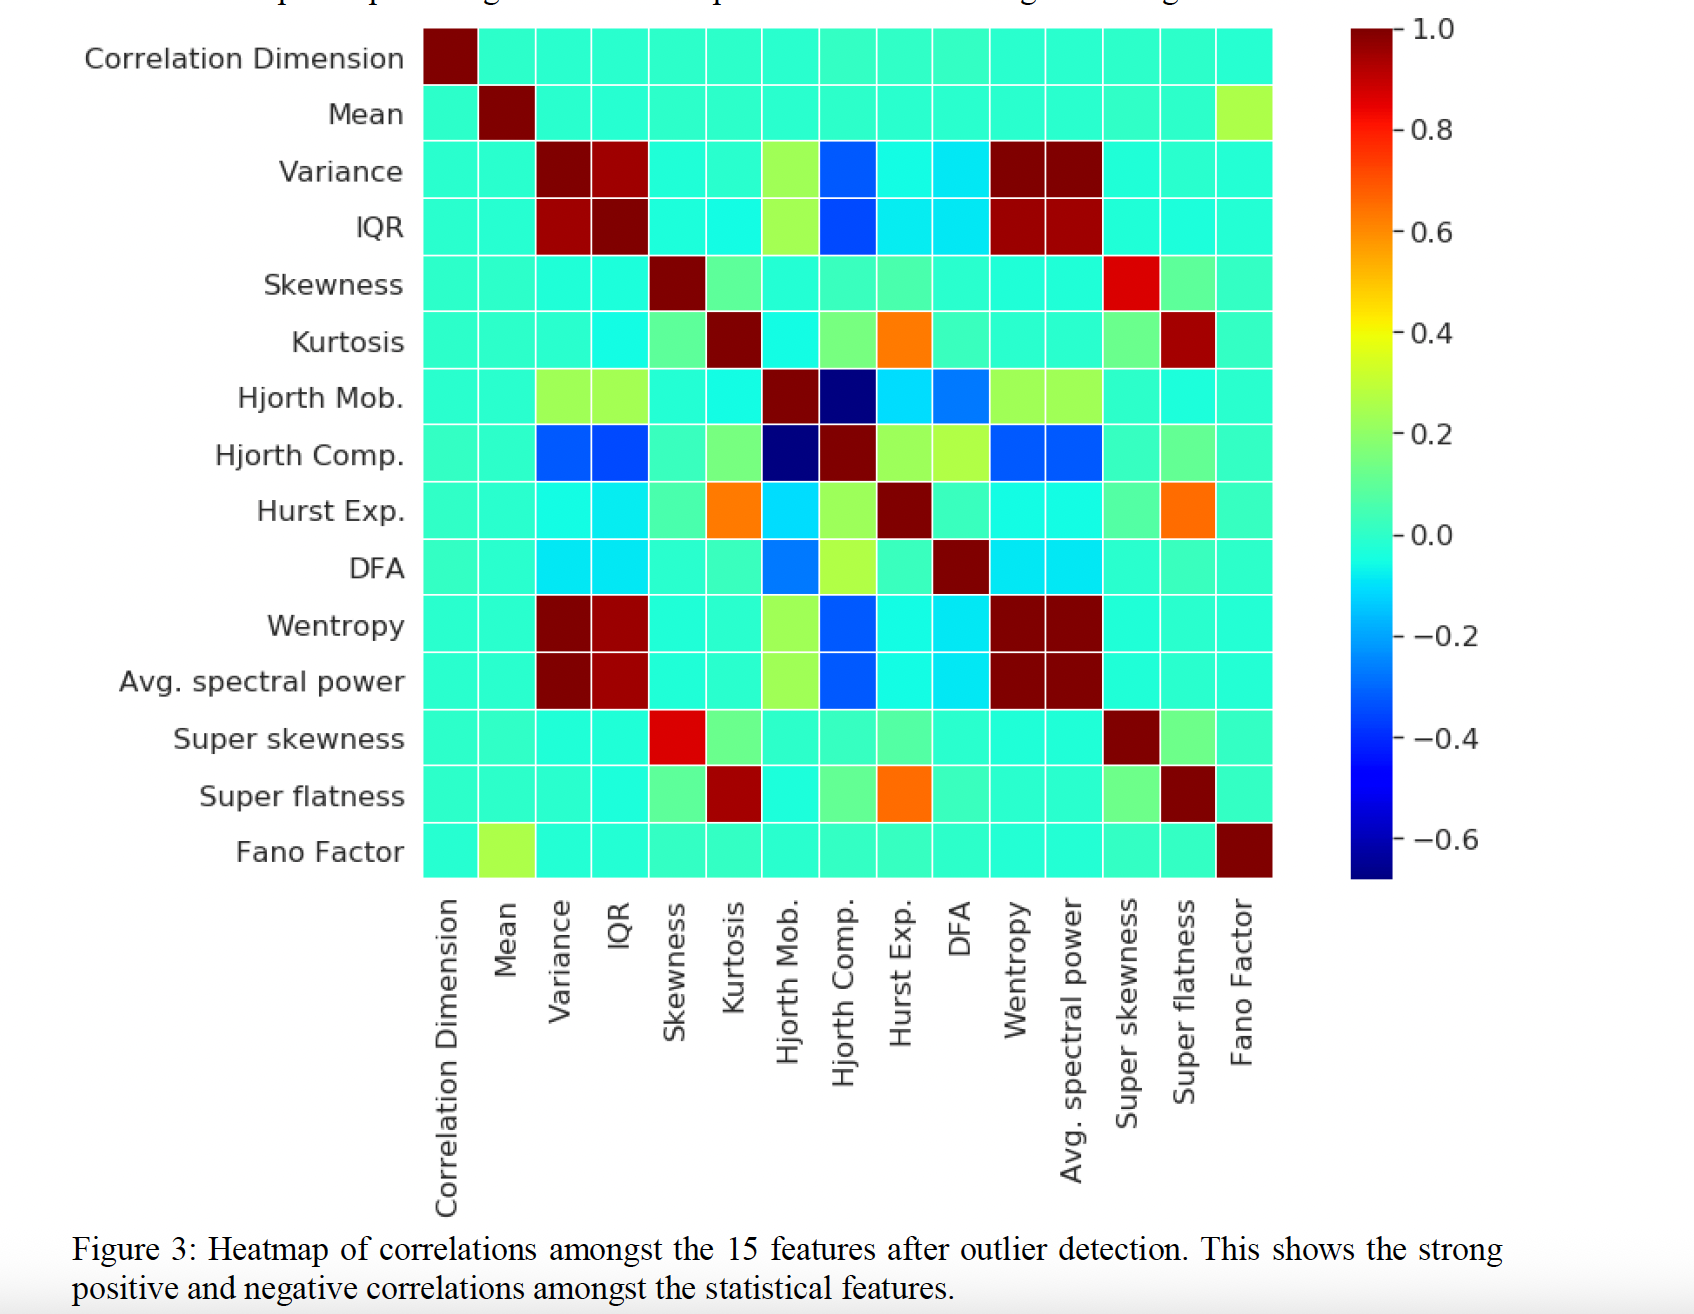 Correlation Dimension
Mean
Variance
IQR
Skewness
Kurtosis
Hjorth Mob.
Hjorth Comp.
Hurst Exp.
DFA
Wentropy
Avg. spectral power
Super skewness
Super flatness
Fano Factor
1.0
0.8
0.6
0.4
0.2
0.0
−0.2
−0.4
−0.6
Correlation Dimension
Mean
Variance
IQR
Skewness
Kurtosis
Hjorth Mob.
Hjorth Comp.
Hurst Exp.
DFA
Wentropy
Avg. spectral power
Super skewness
Super flatness
Fano Factor
Figure 3: Heatmap of correlations amongst the 15 features after outlier detection. This shows the strong
positive and negative correlations amongst the statistical features.